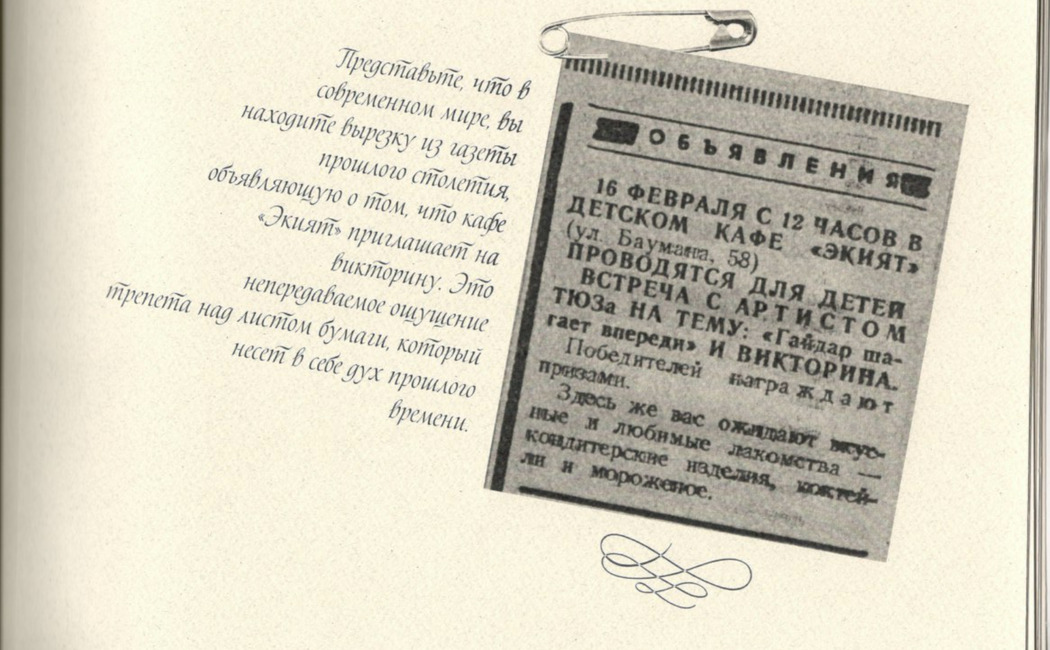 Представьте, что в
современном мире, вы
находите вырезку из газеты
прошлого столетия,
объявляющую о том, что кафе
«Экият» приглашает на
викторину. Это
непередаваемое ощущение
трепета над листом бумаги, который
несет в себе дух прошлого
времени.
ОБЪЯВЛЕНИЯ
16 ФЕВРАЛЯ С 12 ЧАСОВ В
ДЕТСКОМ КАФЕ «ЭКИЯТ»
(ул. Баумана, 58)
ПРОВОДЯТСЯ ДЛЯ ДЕТЕЙ
ВСТРЕЧА С АРТИСТОМ
ТЮЗа НА ТЕМУ: «Гайдар ша-
гает впереди» И ВИКТОРИНА.
Победителей награждают
призами.
Здесь же вас ожидают вкус-
ные и любимые лакомства —
кондитерские изделия, коктей-
ли и мороженое.